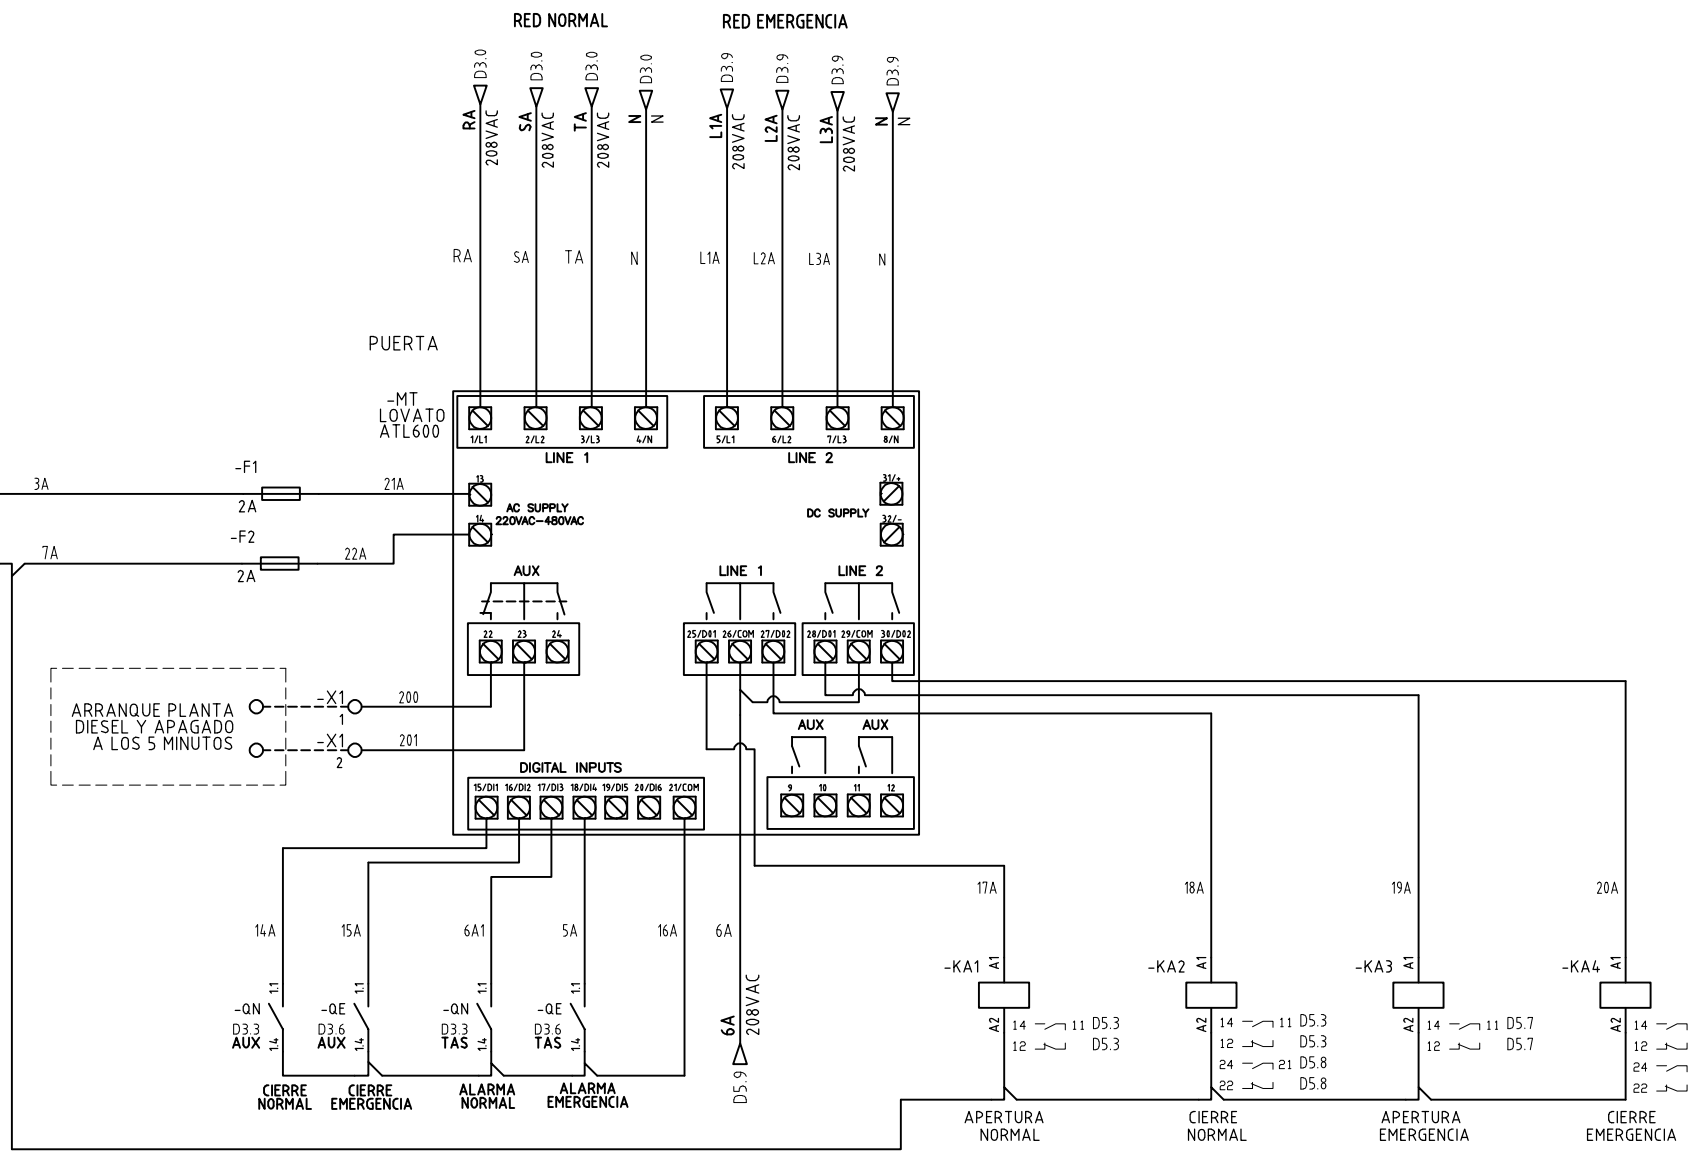 RED NORMAL
RED EMERGENCIA
D3.0
D3.0
D3.0
D3.0
D3.9
D3.9
D3.9
D3.9
RA
208VAC
SA
208VAC
TA
208VAC
N
N
L1A
208VAC
L2A
208VAC
L3A
208VAC
N
N
RA
SA
TA
N
L1A
L2A
L3A
N
PUERTA
-MT
LOVATO
ATL600
1/L1
2/L2
3/L3
4/N
5/L1
6/L2
7/L3
8/N
LINE 1
LINE 2
3A
-F1
2A
21A
13
AC SUPPLY
220VAC-480VAC
14
31/+
DC SUPPLY
32/-
7A
-F2
2A
22A
AUX
LINE 1
LINE 2
22
23
24
25/D01
26/COM
27/D02
28/D01
29/COM
30/D02
ARRANQUE PLANTA
DIESEL Y APAGADO
A LOS 5 MINUTOS
-X1
1
200
-X1
2
201
AUX
AUX
DIGITAL INPUTS
15/DI1
16/DI2
17/DI3
18/DI4
19/DI5
20/DI6
21/COM
9
10
11
12
14A
15A
6A1
5A
16A
6A
17A
18A
19A
20A
1.1
-QN
D3.3
AUX
1.4
1.1
-QE
D3.6
AUX
1.4
1.1
-QN
D3.3
TAS
1.4
1.1
-QE
D3.6
TAS
1.4
6A
208VAC
D5.9
-KA1
A1
A2
14
11
D5.3
12
D5.3
-KA2
A1
A2
14
11
D5.3
12
D5.3
24
21
D5.8
22
D5.8
-KA3
A1
A2
14
11
D5.7
12
D5.7
-KA4
A1
A2
14
12
24
22
CIERRE
NORMAL
CIERRE
EMERGENCIA
ALARMA
NORMAL
ALARMA
EMERGENCIA
APERTURA
NORMAL
CIERRE
NORMAL
APERTURA
EMERGENCIA
CIERRE
EMERGENCIA